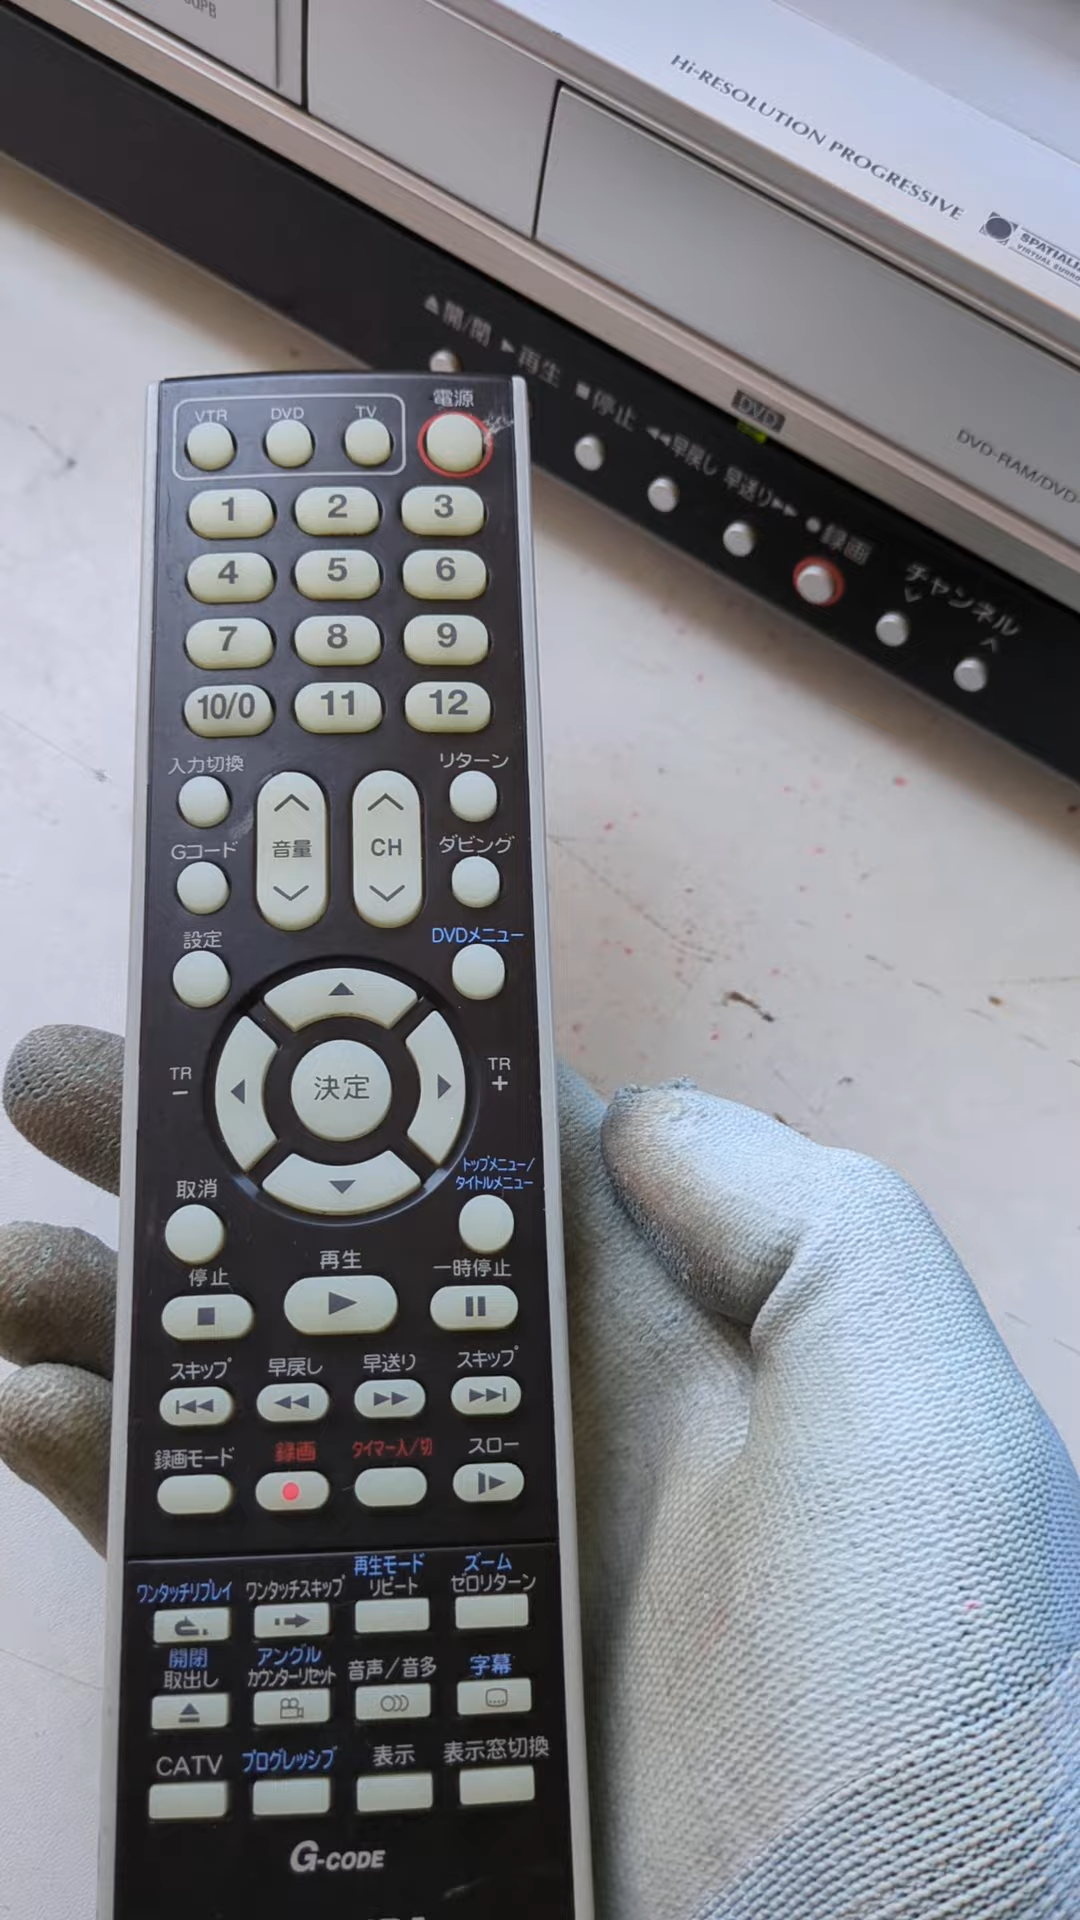 Hi-RESOLUTION PROGRESSIVE
▲開/閉 ▶再生 ■停止 ◀◀早戻し 早送り▶▶ ●録画
チャンネル
DVD
VTR DVD TV 電源
1 2 3
4 5 6
7 8 9
10/0 11 12
入力切換 リターン
音量 CH
Gコード ダビング
設定 DVDメニュー
TR
−
TR
+
決定
トップメニュー/
タイトルメニュー
取消
停止 再生 一時停止
スキップ 早戻し 早送り スキップ
録画モード 録画 タイマー入/切 スロー
再生モード ズーム
ワンタッチリプレイ ワンタッチスキップ リピート ゼロリターン
開閉 アングル 字幕
取出し カウンターリセット 音声/音多
CATV プログレッシブ 表示 表示窓切換
G-CODE